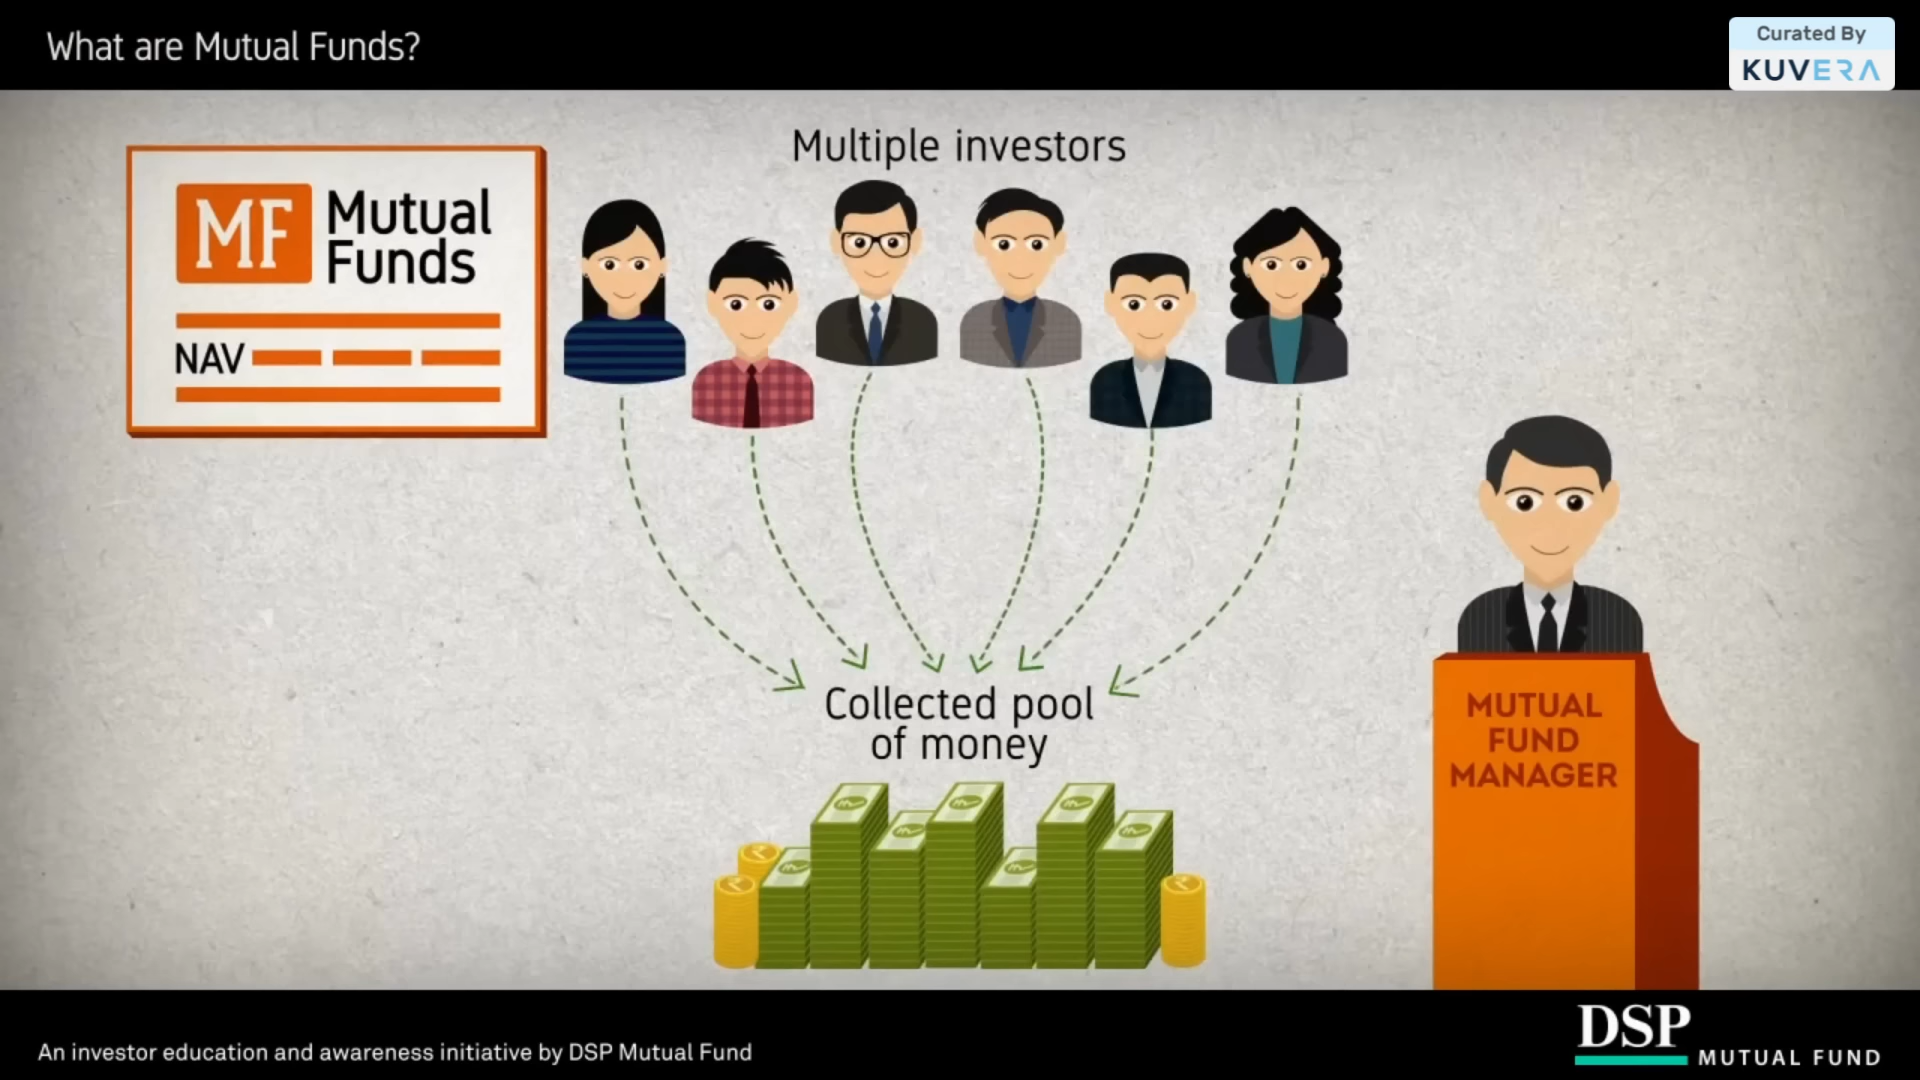 What are Mutual Funds?
Curated By
KUVERA
Multiple investors
MF Mutual
Funds
NAV
Collected pool
of money
MUTUAL
FUND
MANAGER
An investor education and awareness initiative by DSP Mutual Fund
DSP
MUTUAL FUND